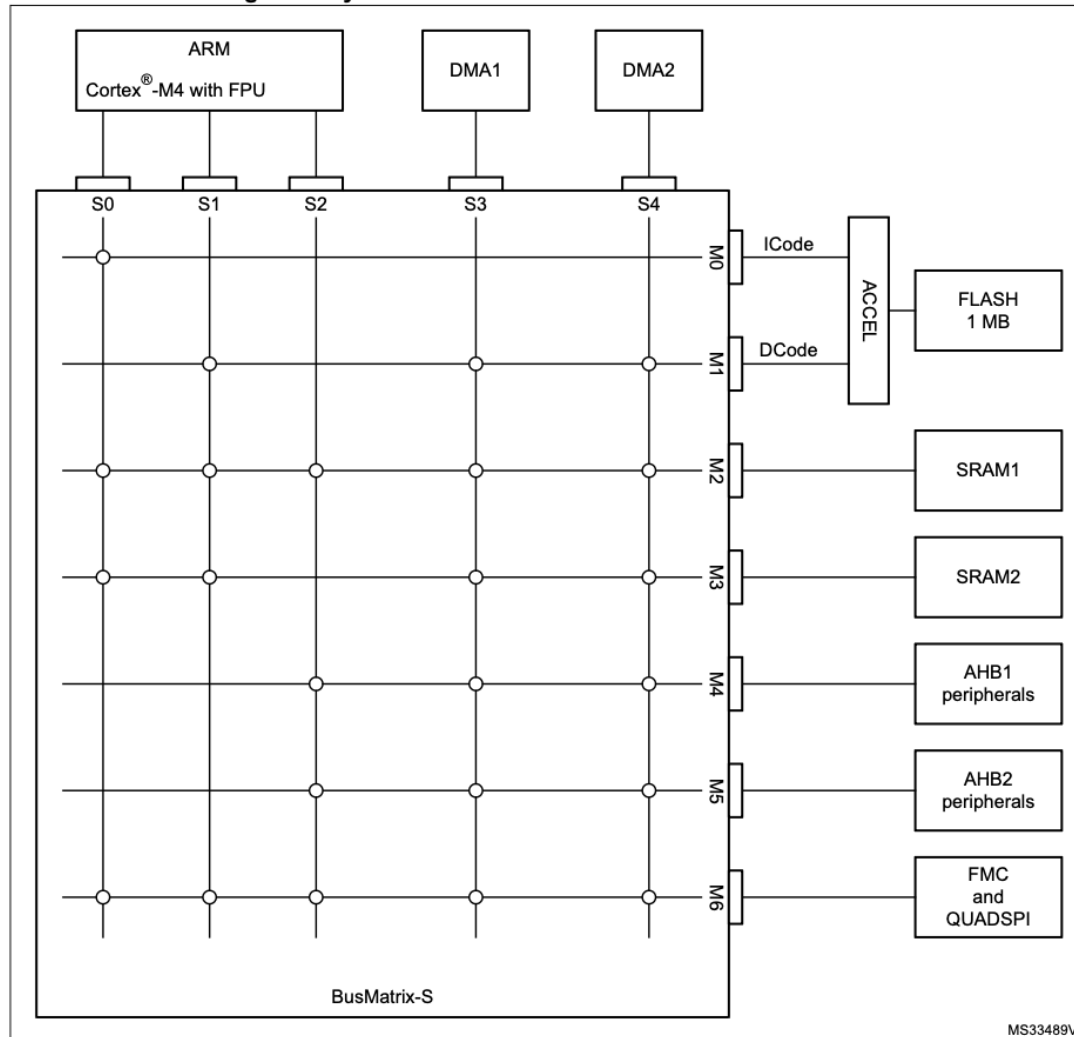 ARM
Cortex®-M4 with FPU
DMA1
DMA2
S0
S1
S2
S3
S4
M0
ICode
ACCEL
FLASH
1 MB
M1
DCode
M2
SRAM1
M3
SRAM2
M4
AHB1
peripherals
M5
AHB2
peripherals
M6
FMC
and
QUADSPI
BusMatrix-S
MS33489V